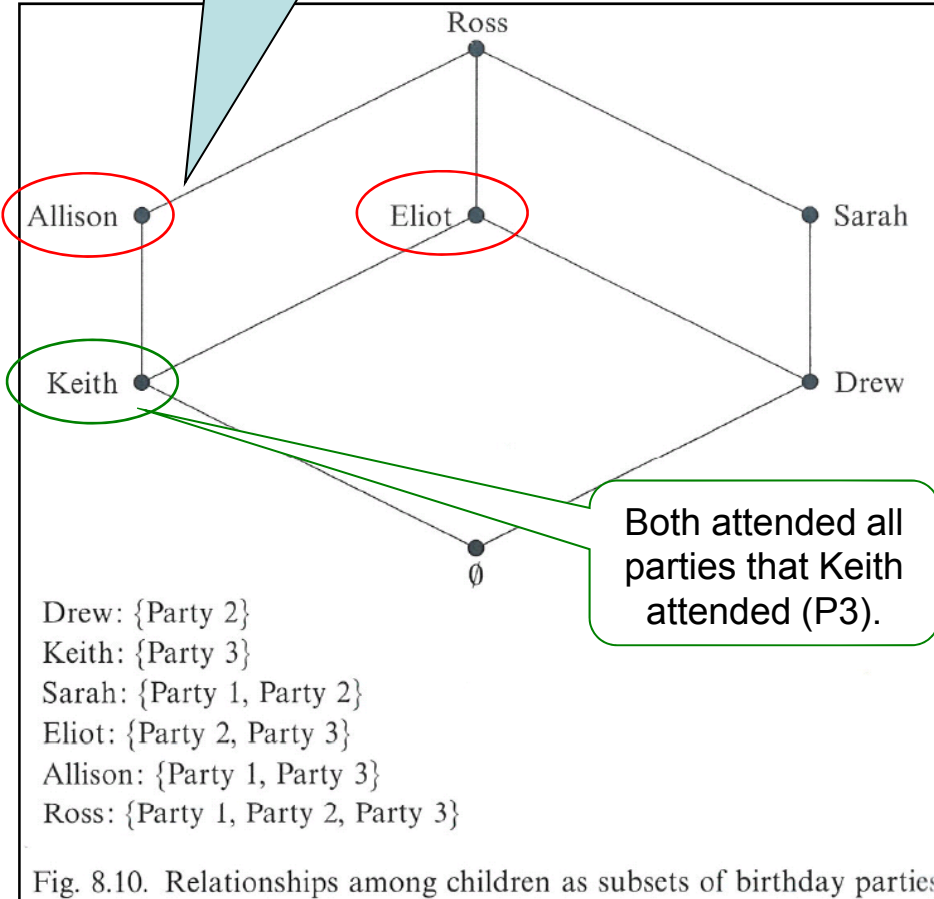 Ross
Allison
Eliot
Sarah
Keith
Drew
Both attended all
parties that Keith
attended (P3).
∅
Drew: {Party 2}
Keith: {Party 3}
Sarah: {Party 1, Party 2}
Eliot: {Party 2, Party 3}
Allison: {Party 1, Party 3}
Ross: {Party 1, Party 2, Party 3}
Fig. 8.10. Relationships among children as subsets of birthday parties